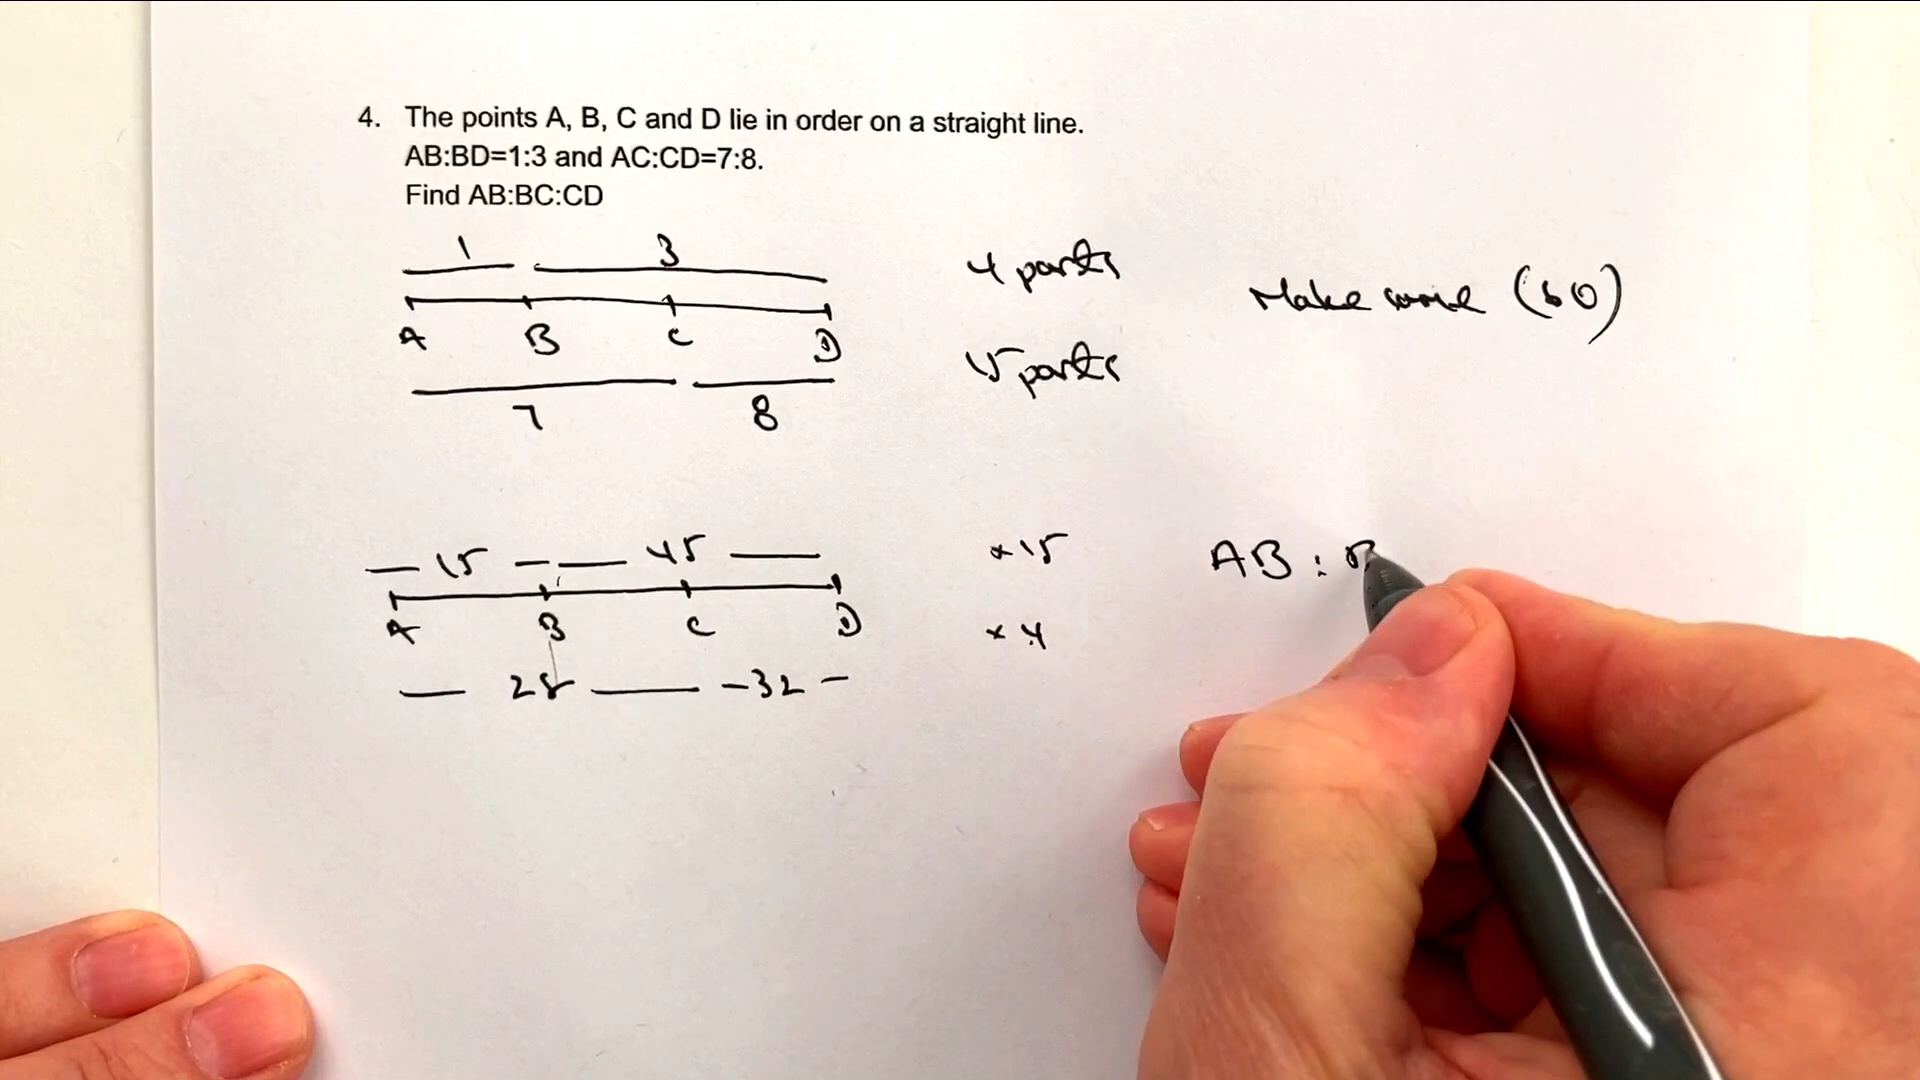 4. The points A, B, C and D lie in order on a straight line.
AB:BD=1:3 and AC:CD=7:8.
Find AB:BC:CD
1 3
A B C D
7 8
4 parts
15 parts
Make same (60)
15 45
A B C D
28 32
×15
×4
AB : B